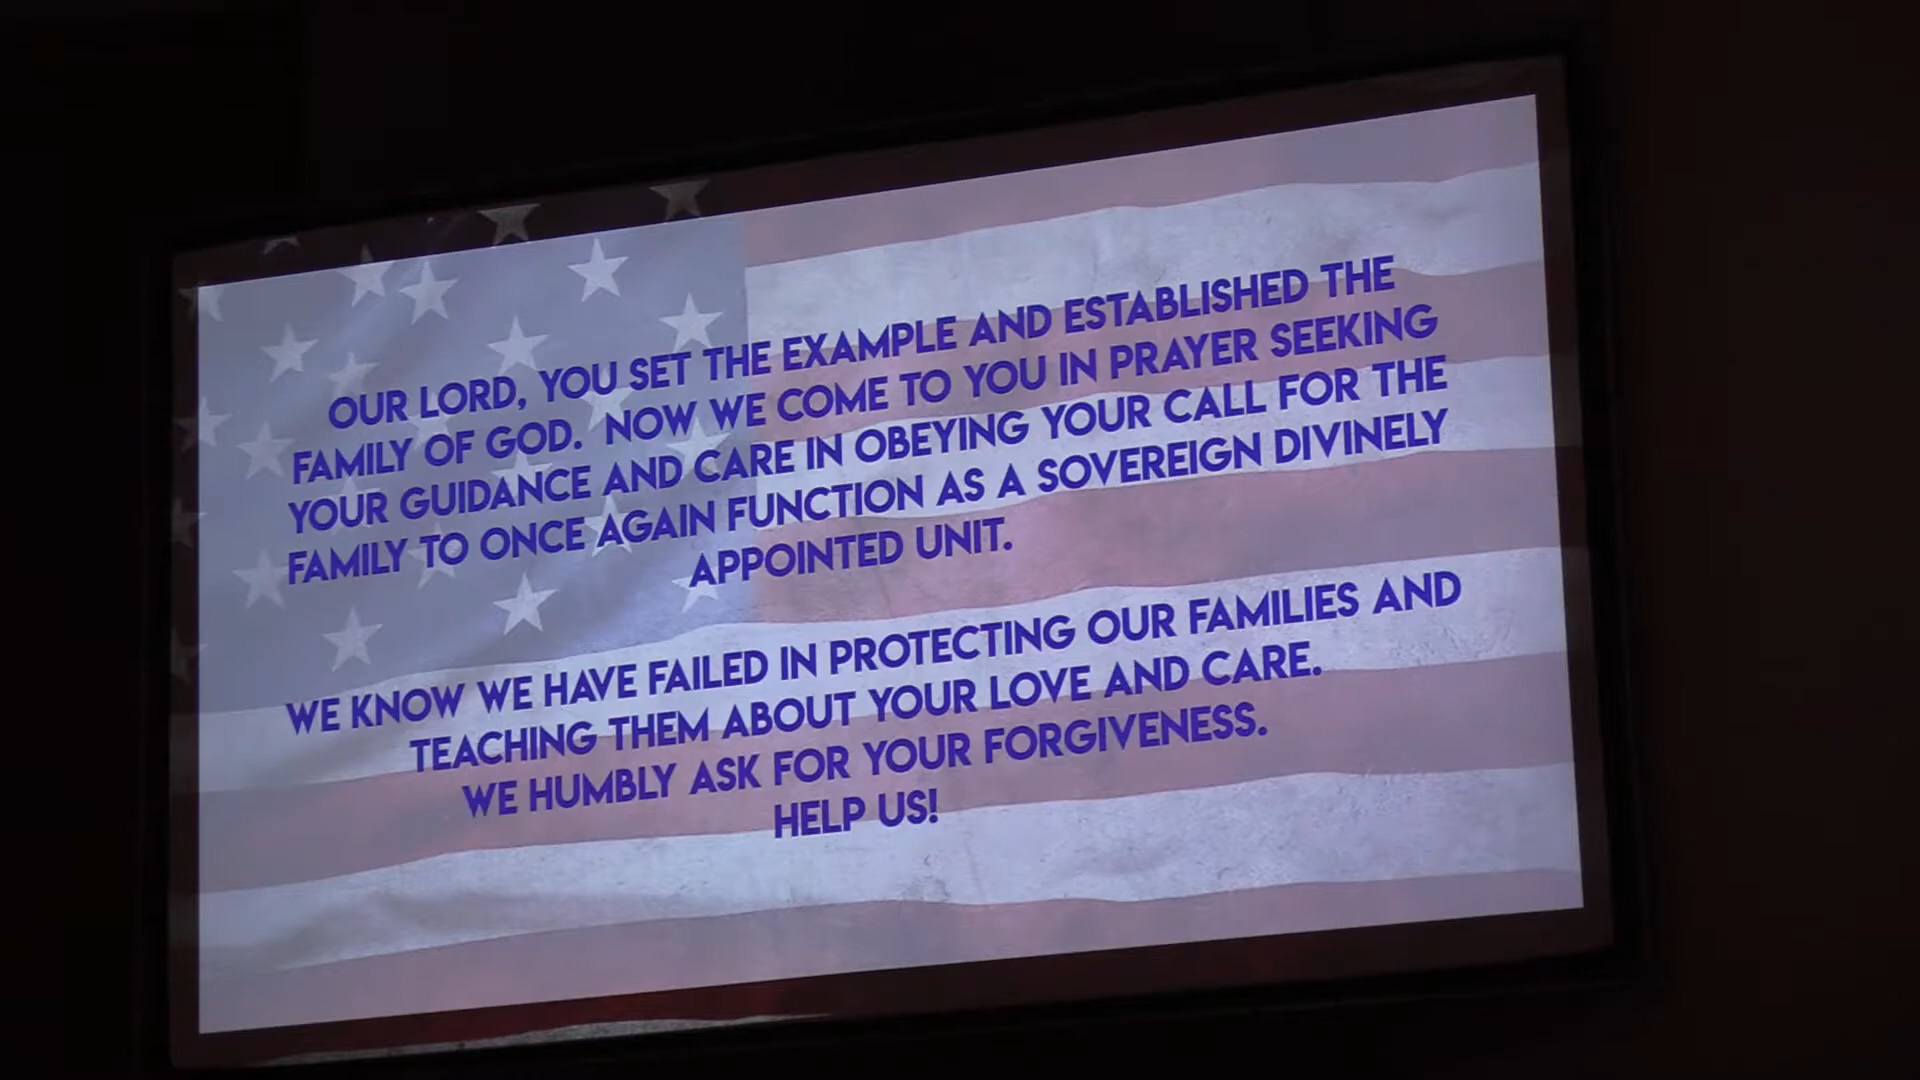 OUR LORD, YOU SET THE EXAMPLE AND ESTABLISHED THE
FAMILY OF GOD. NOW WE COME TO YOU IN PRAYER SEEKING
YOUR GUIDANCE AND CARE IN OBEYING YOUR CALL FOR THE
FAMILY TO ONCE AGAIN FUNCTION AS A SOVEREIGN DIVINELY
APPOINTED UNIT.
WE KNOW WE HAVE FAILED IN PROTECTING OUR FAMILIES AND
TEACHING THEM ABOUT YOUR LOVE AND CARE.
WE HUMBLY ASK FOR YOUR FORGIVENESS.
HELP US!